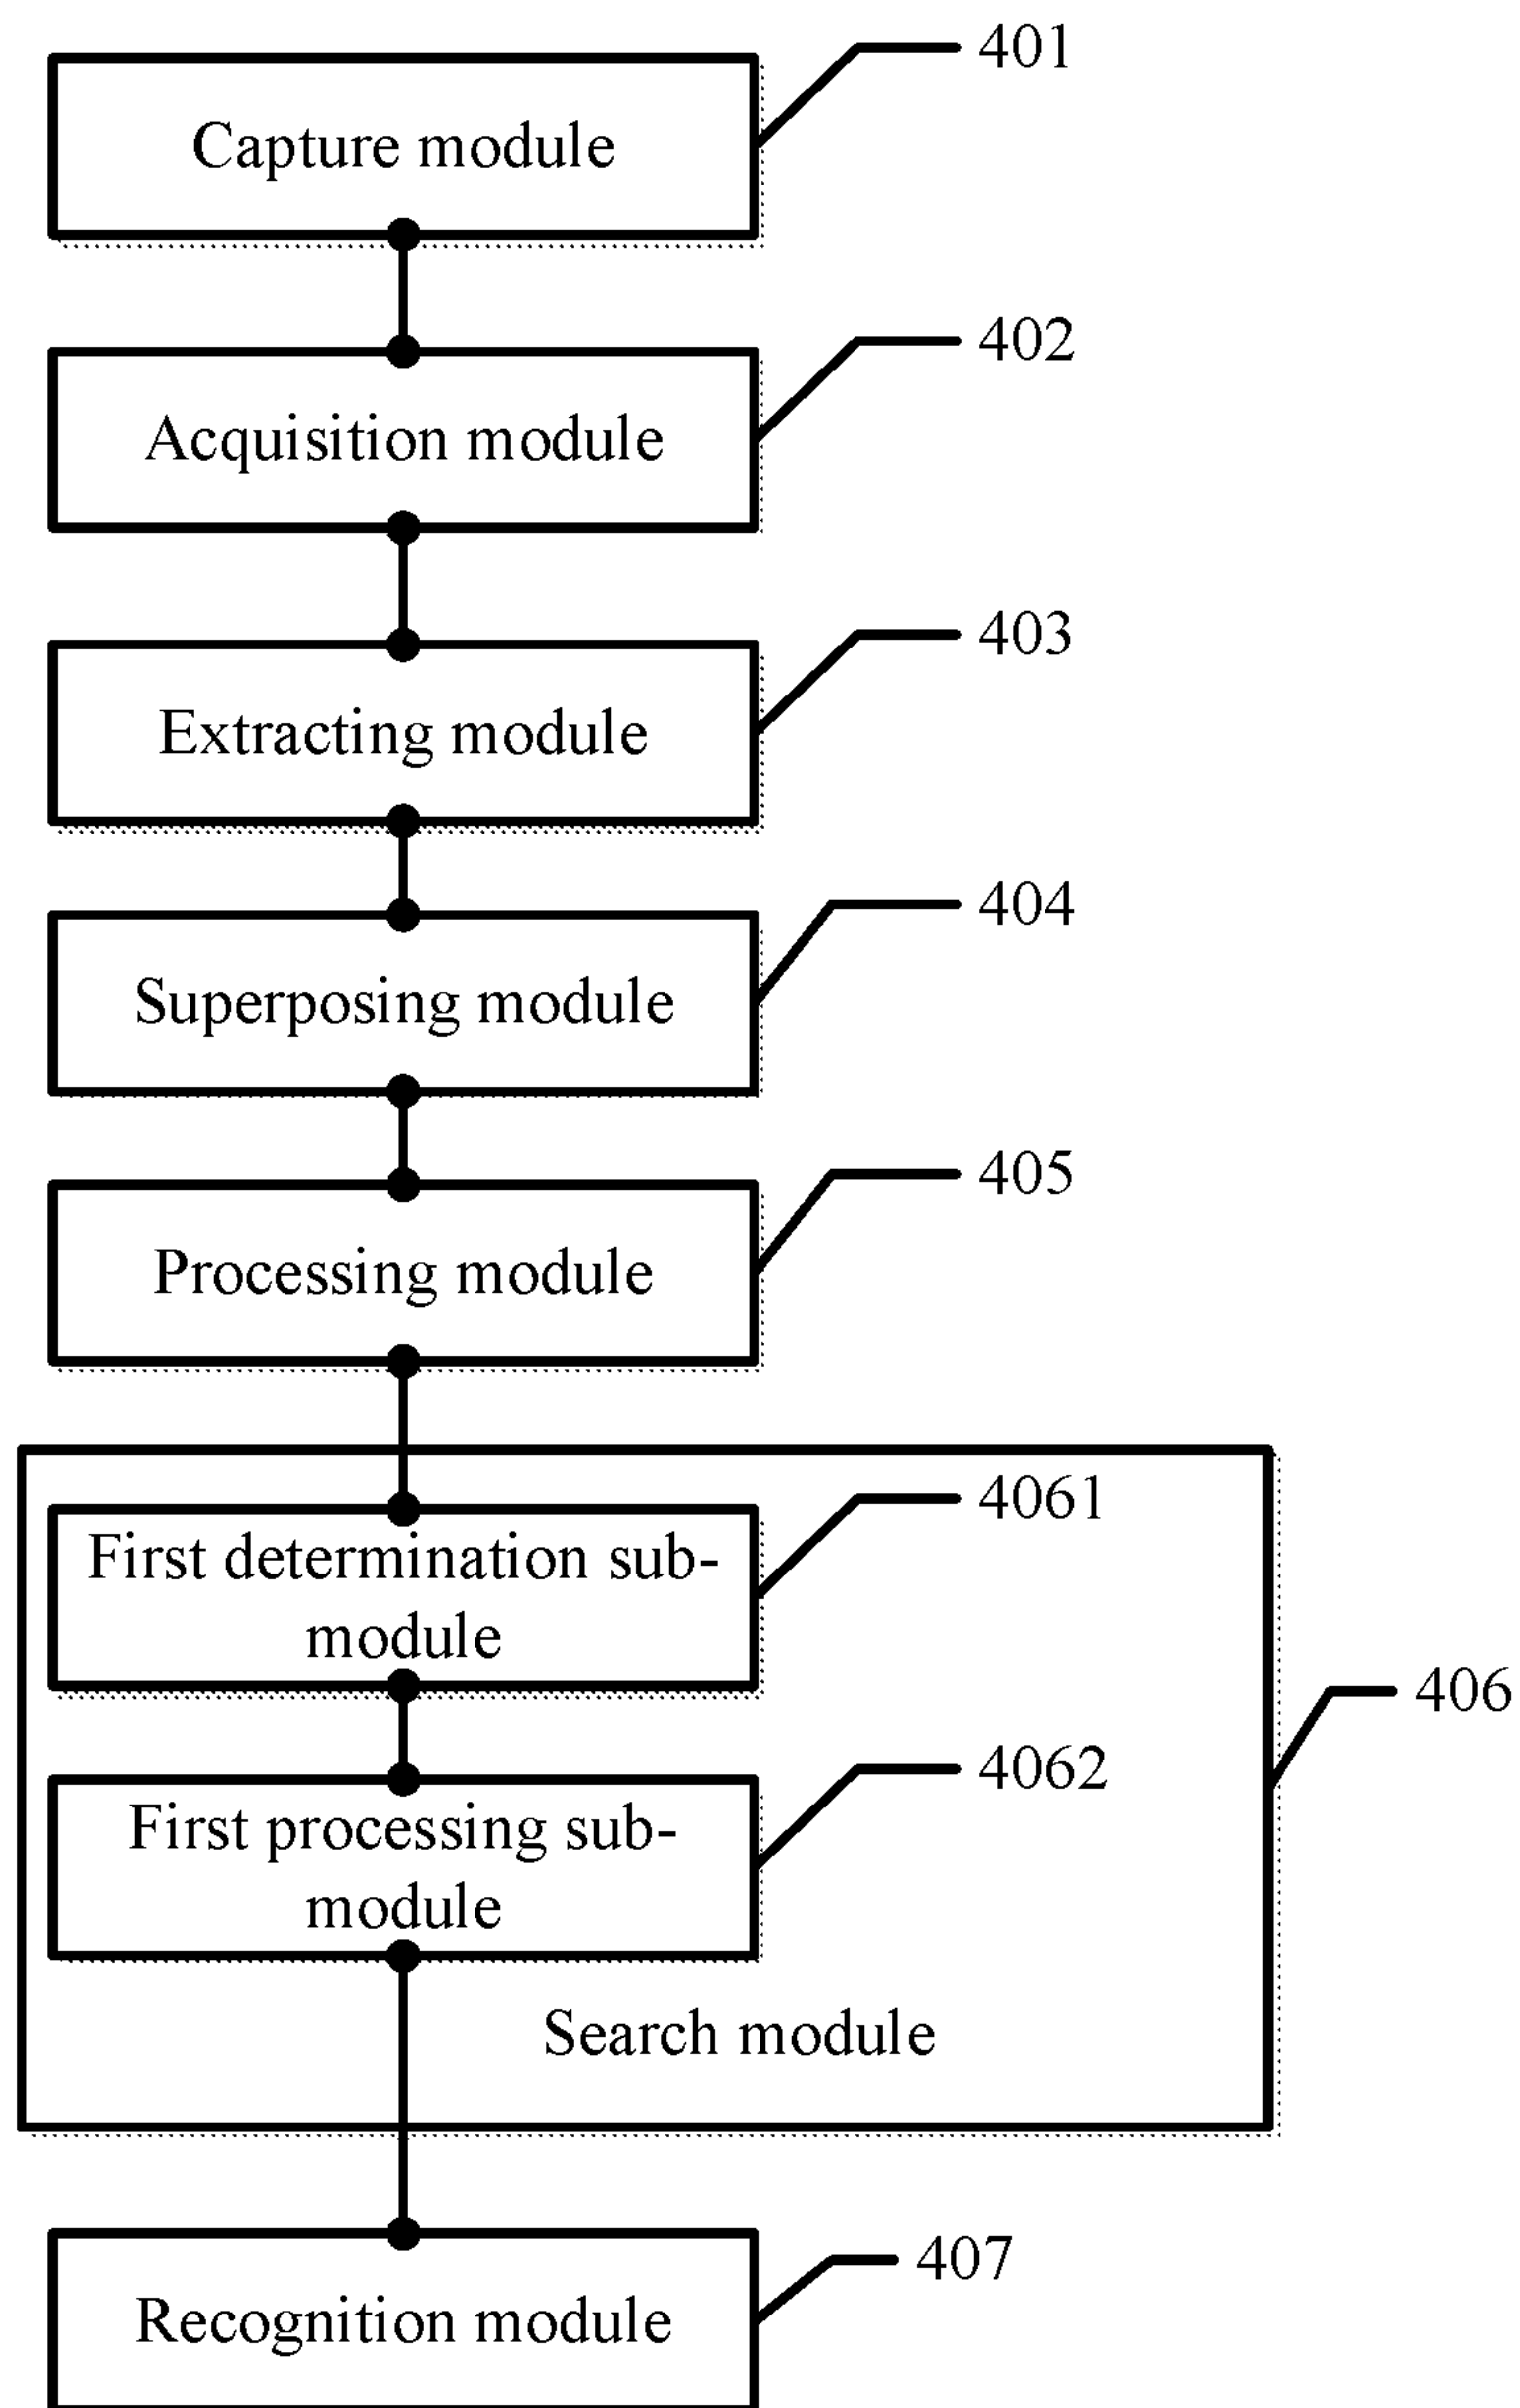 401
Capture module
402
Acquisition module
403
Extracting module
404
Superposing module
405
Processing module
4061
First determination sub-
module
406
4062
First processing sub-
module
Search module
407
Recognition module